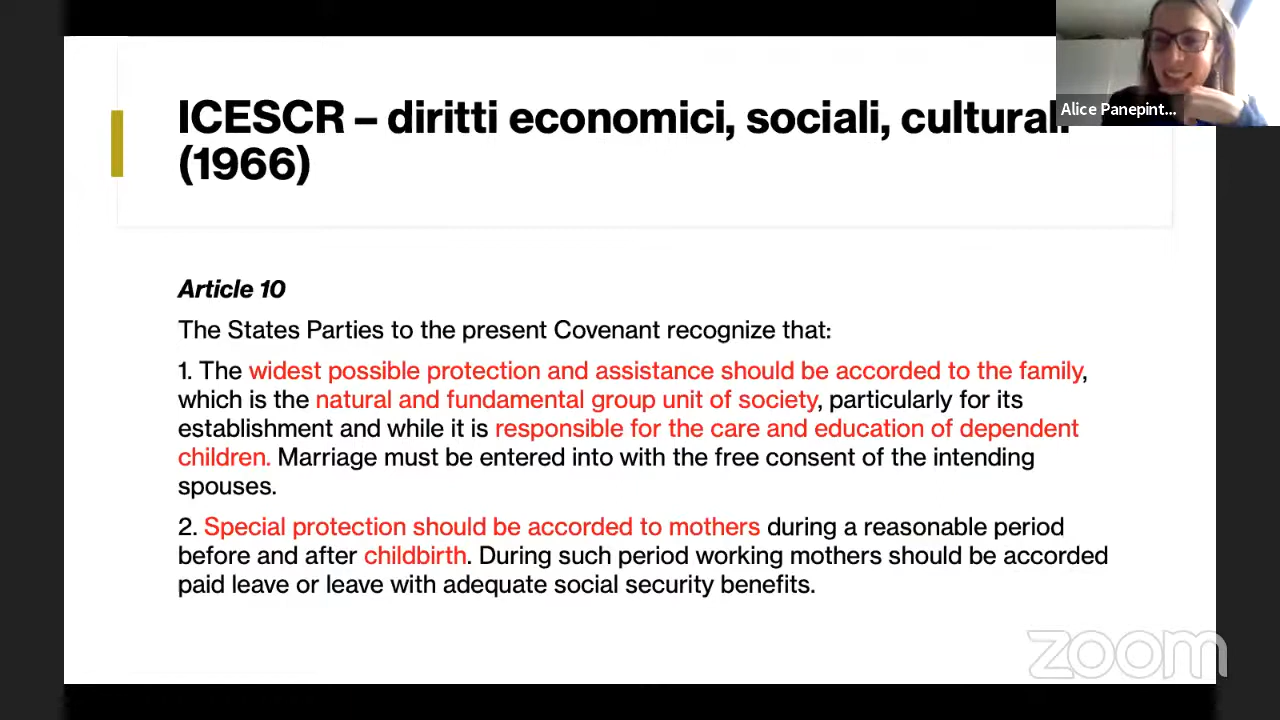 ICESCR – diritti economici, sociali, culturali
(1966)
Alice Panepint...
Article 10
The States Parties to the present Covenant recognize that:
1. The widest possible protection and assistance should be accorded to the family,
which is the natural and fundamental group unit of society, particularly for its
establishment and while it is responsible for the care and education of dependent
children. Marriage must be entered into with the free consent of the intending
spouses.
2. Special protection should be accorded to mothers during a reasonable period
before and after childbirth. During such period working mothers should be accorded
paid leave or leave with adequate social security benefits.
zoom